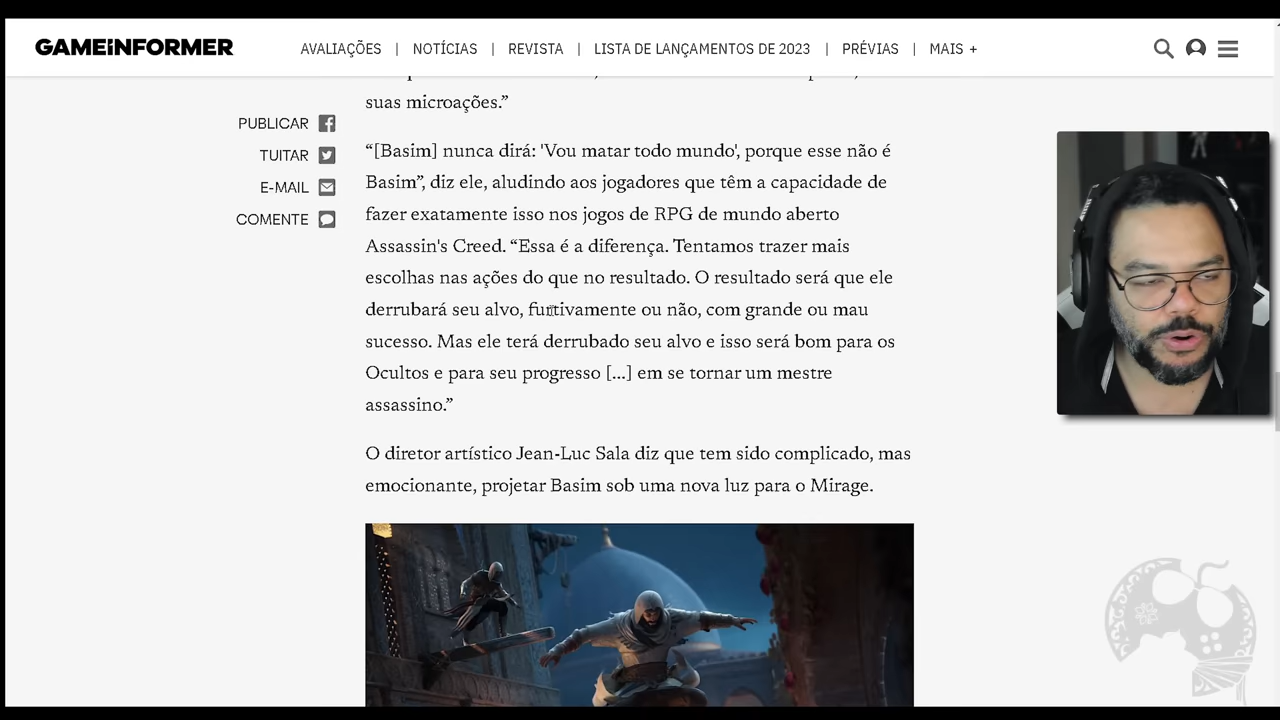 GAMEINFORMER
AVALIAÇÕES | NOTÍCIAS | REVISTA | LISTA DE LANÇAMENTOS DE 2023 | PRÉVIAS | MAIS +
PUBLICAR
TUITAR
E-MAIL
COMENTE
suas microações.”
“[Basim] nunca dirá: 'Vou matar todo mundo', porque esse não é
Basim”, diz ele, aludindo aos jogadores que têm a capacidade de
fazer exatamente isso nos jogos de RPG de mundo aberto
Assassin's Creed. “Essa é a diferença. Tentamos trazer mais
escolhas nas ações do que no resultado. O resultado será que ele
derrubará seu alvo, furtivamente ou não, com grande ou mau
sucesso. Mas ele terá derrubado seu alvo e isso será bom para os
Ocultos e para seu progresso [...] em se tornar um mestre
assassino.”
O diretor artístico Jean-Luc Sala diz que tem sido complicado, mas
emocionante, projetar Basim sob uma nova luz para o Mirage.